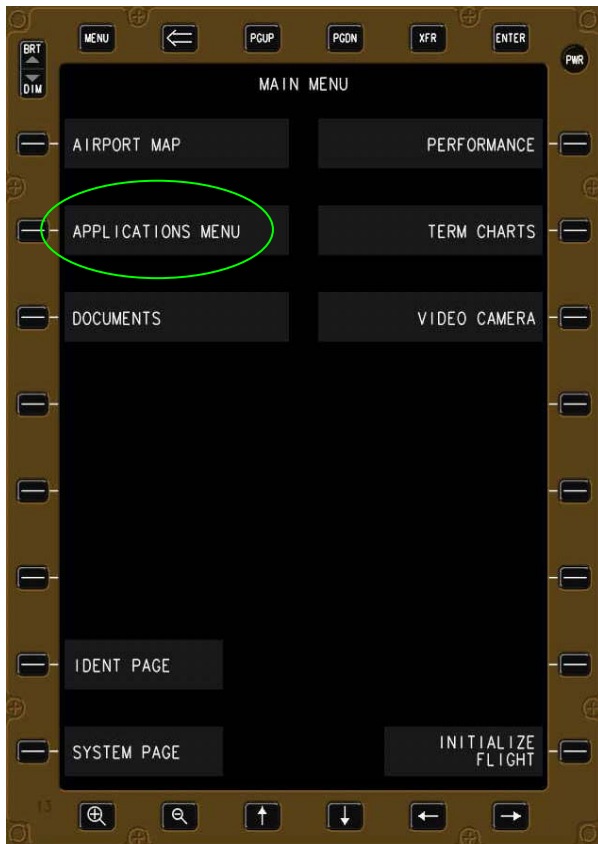 MENU PGUP PGDN XFR ENTER
BRT
DIM
PWR
MAIN MENU
AIRPORT MAP PERFORMANCE
APPLICATIONS MENU TERM CHARTS
DOCUMENTS VIDEO CAMERA
IDENT PAGE
SYSTEM PAGE INITIALIZE
FLIGHT
13